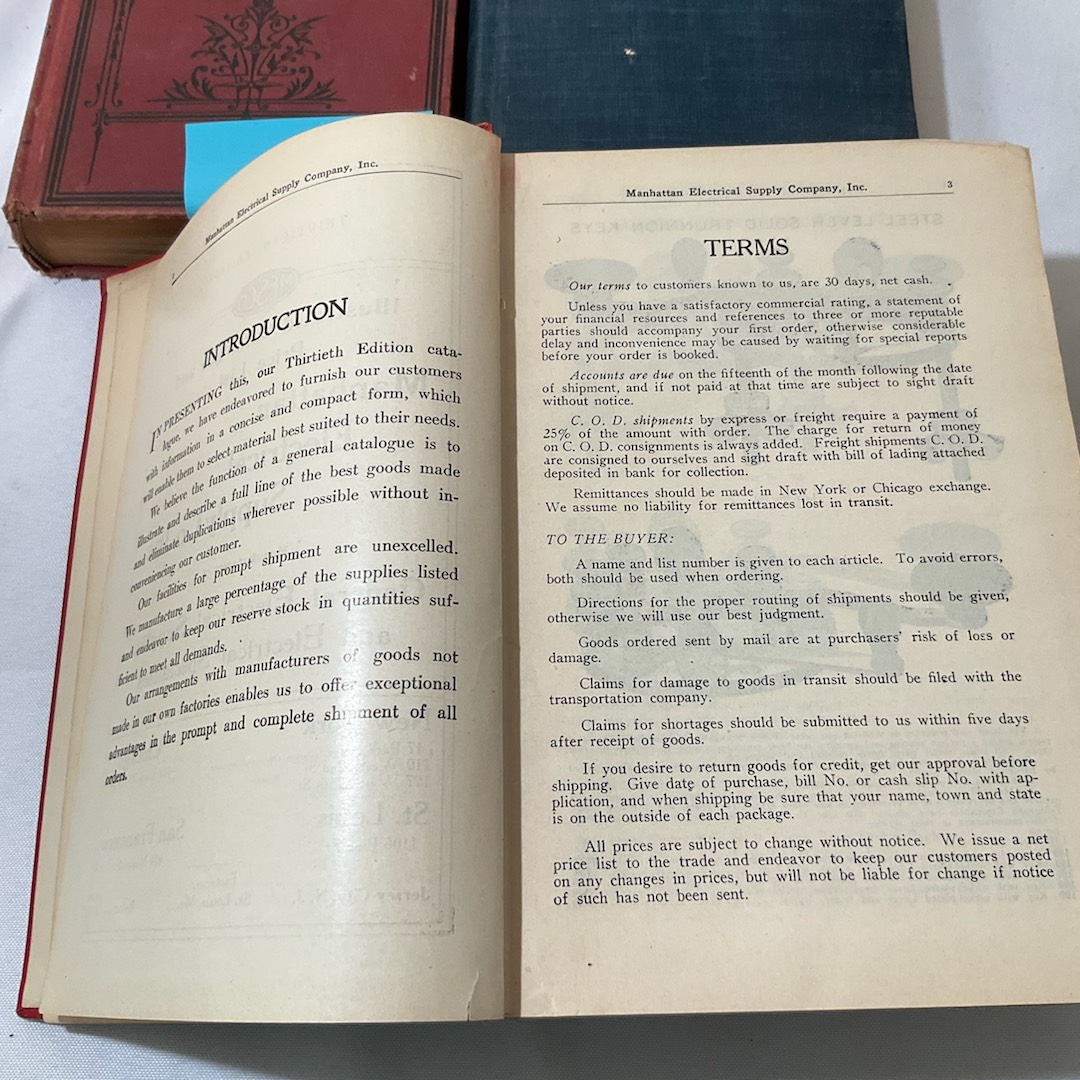 Manhattan Electrical Supply Company, Inc.
INTRODUCTION
IN PRESENTING this, our Thirtieth Edition cata-
logue, we have endeavored to furnish our customers
with information in a concise and compact form, which
will enable them to select material best suited to their needs.
We believe the function of a general catalogue is to
illustrate and describe a full line of the best goods made
and eliminate duplications wherever possible without in-
conveniencing our customer.
Our facilities for prompt shipment are unexcelled.
We manufacture a large percentage of the supplies listed
and endeavor to keep our reserve stock in quantities suf-
ficient to meet all demands.
Our arrangements with manufacturers of goods not
made in our own factories enables us to offer exceptional
advantages in the prompt and complete shipment of all
orders.
Manhattan Electrical Supply Company, Inc. 3
TERMS
Our terms to customers known to us, are 30 days, net cash.
Unless you have a satisfactory commercial rating, a statement of
your financial resources and references to three or more reputable
parties should accompany your first order, otherwise considerable
delay and inconvenience may be caused by waiting for special reports
before your order is booked.
Accounts are due on the fifteenth of the month following the date
of shipment, and if not paid at that time are subject to sight draft
without notice.
C. O. D. shipments by express or freight require a payment of
25% of the amount with order. The charge for return of money
on C. O. D. consignments is always added. Freight shipments C. O. D.
are consigned to ourselves and sight draft with bill of lading attached
deposited in bank for collection.
Remittances should be made in New York or Chicago exchange.
We assume no liability for remittances lost in transit.
TO THE BUYER:
A name and list number is given to each article. To avoid errors,
both should be used when ordering.
Directions for the proper routing of shipments should be given,
otherwise we will use our best judgment.
Goods ordered sent by mail are at purchasers' risk of loss or
damage.
Claims for damage to goods in transit should be filed with the
transportation company.
Claims for shortages should be submitted to us within five days
after receipt of goods.
If you desire to return goods for credit, get our approval before
shipping. Give date of purchase, bill No. or cash slip No. with ap-
plication, and when shipping be sure that your name, town and state
is on the outside of each package.
All prices are subject to change without notice. We issue a net
price list to the trade and endeavor to keep our customers posted
on any changes in prices, but will not be liable for change if notice
of such has not been sent.